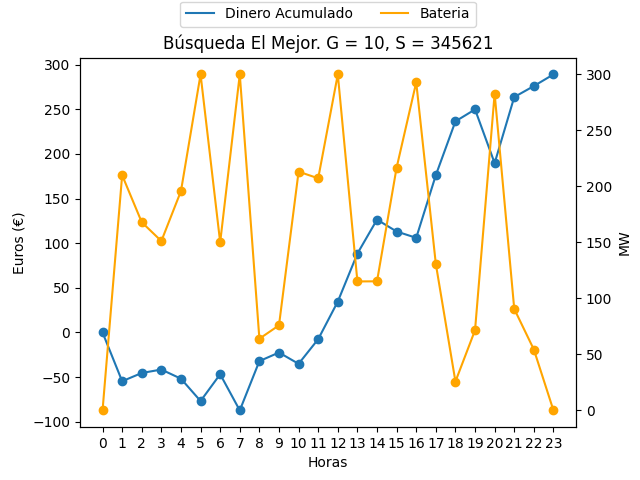 Dinero Acumulado Bateria
Búsqueda El Mejor. G = 10, S = 345621
300 300
250 250
200 200
150 150
100 100
50 50
0 0
−50
−100
Euros (€)
MW
0 1 2 3 4 5 6 7 8 9 10 11 12 13 14 15 16 17 18 19 20 21 22 23
Horas